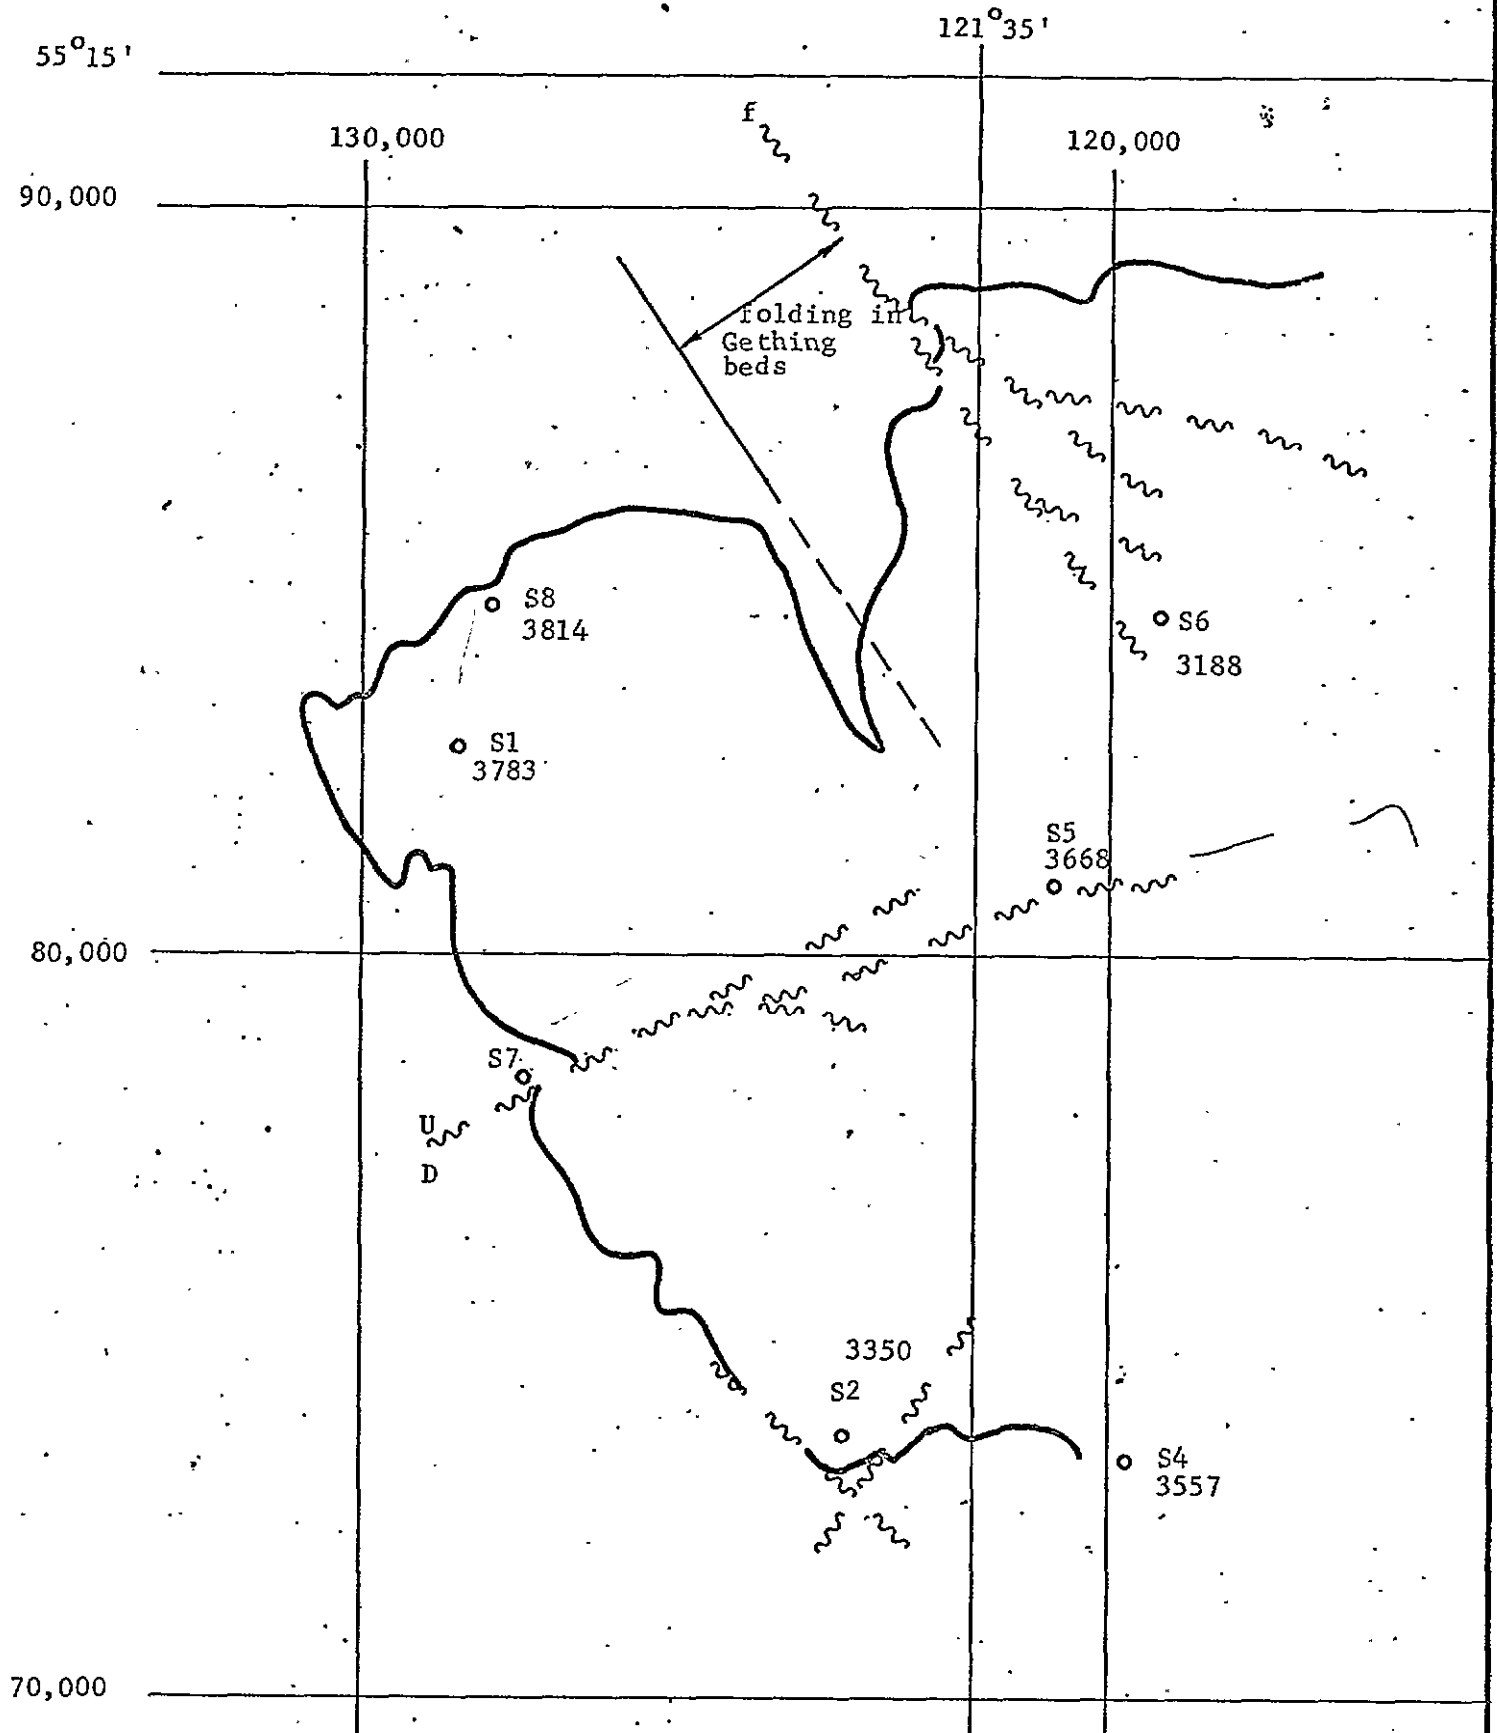 121°35'
55°15'
f
130,000
120,000
90,000
folding in
Gething
beds
S8
3814
S6
3188
S1
3783
S5
3668
80,000
S7
U
D
3350
S2
S4
3557
70,000